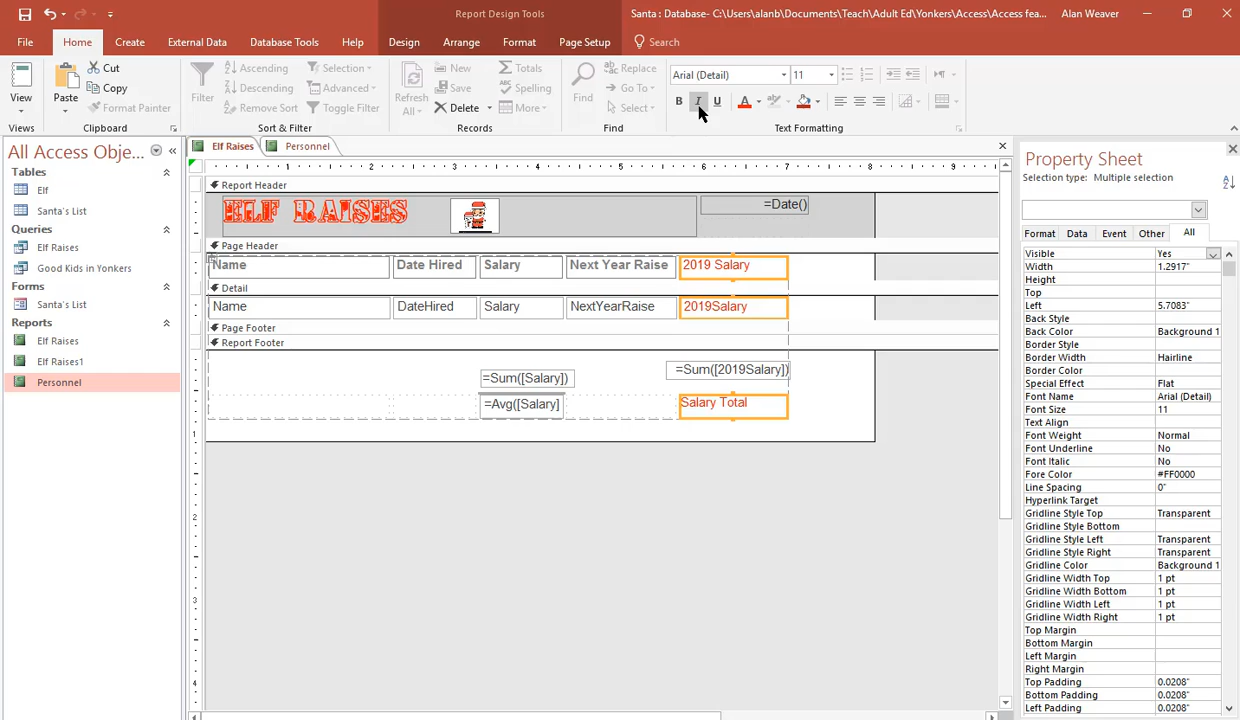 Report Design Tools
Santa : Database- C:\Users\alanb\Documents\Teach\Adult Ed\Yonkers\Access\Access fea...
Alan Weaver
File Home Create External Data Database Tools Help Design Arrange Format Page Setup Search
View
Views
Paste
Cut
Copy
Format Painter
Clipboard
Filter
Ascending
Descending
Remove Sort
Selection
Advanced
Toggle Filter
Sort & Filter
Refresh All
New
Save
Delete
Totals
Spelling
More
Records
Find
Replace
Go To
Select
Find
Arial (Detail) 11
B I U A
Text Formatting
All Access Obje...
Tables
Elf
Santa's List
Queries
Elf Raises
Good Kids in Yonkers
Forms
Santa's List
Reports
Elf Raises
Elf Raises1
Personnel
Elf Raises Personnel
1 2 3 4 5 6 7 8 9
Report Header
ELF RAISES
=Date()
Page Header
Name Date Hired Salary Next Year Raise 2019 Salary
Detail
Name DateHired Salary NextYearRaise 2019Salary
Page Footer
Report Footer
=Sum([Salary]) =Sum([2019Salary])
=Avg([Salary] Salary Total
1
2
3
4
Property Sheet
Selection type: Multiple selection
Format Data Event Other All
Visible Yes
Width 1.2917"
Height
Top
Left 5.7083"
Back Style
Back Color Background 1
Border Style
Border Width Hairline
Border Color
Special Effect Flat
Font Name Arial (Detail)
Font Size 11
Text Align
Font Weight Normal
Font Underline No
Font Italic No
Fore Color #FF0000
Line Spacing 0"
Hyperlink Target
Gridline Style Top Transparent
Gridline Style Bottom
Gridline Style Left Transparent
Gridline Style Right Transparent
Gridline Color Background 1
Gridline Width Top 1 pt
Gridline Width Bottom 1 pt
Gridline Width Left 1 pt
Gridline Width Right 1 pt
Top Margin
Bottom Margin
Left Margin
Right Margin
Top Padding 0.0208"
Bottom Padding 0.0208"
Left Padding 0.0208"